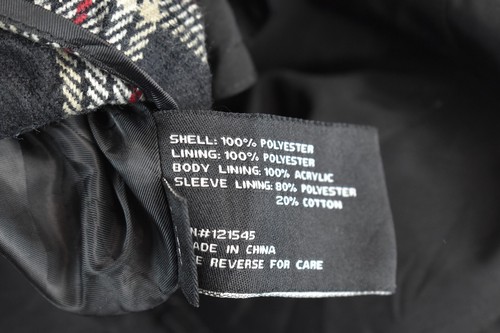 SHELL: 100% POLYESTER
LINING: 100% POLYESTER
BODY LINING: 100% ACRYLIC
SLEEVE LINING: 80% POLYESTER
20% COTTON
N#121545
ADE IN CHINA
E REVERSE FOR CARE